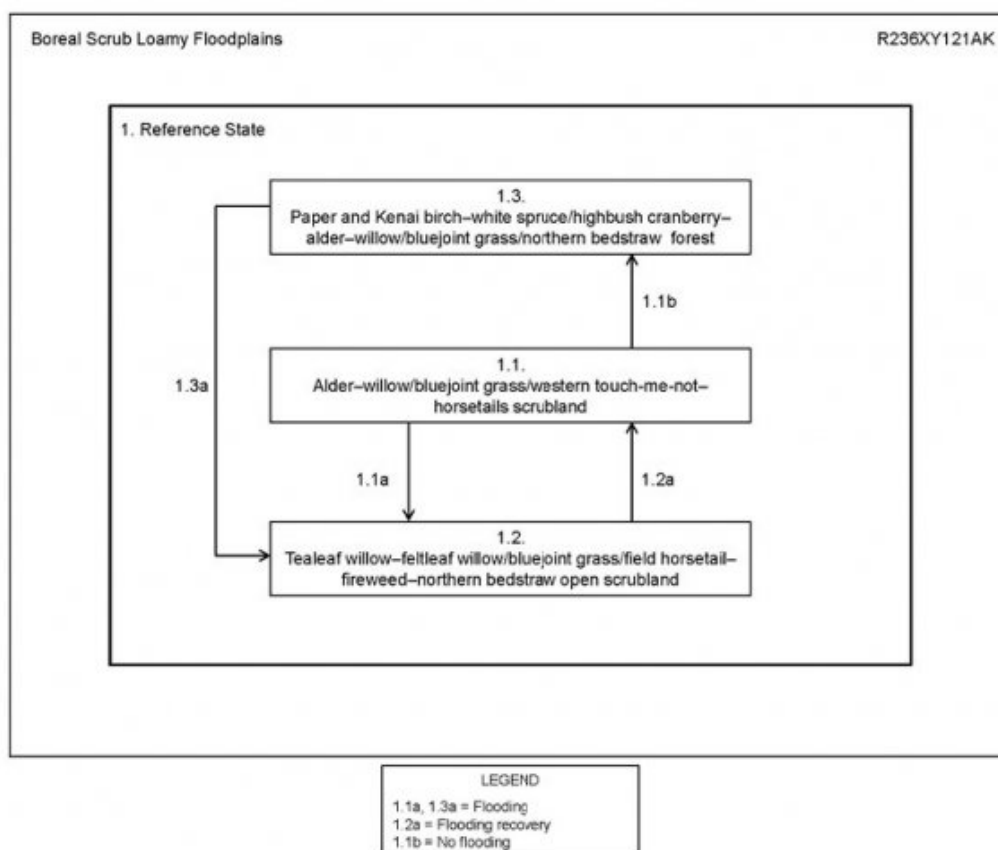 Boreal Scrub Loamy Floodplains
R236XY121AK
1. Reference State
1.3.
Paper and Kenai birch–white spruce/highbush cranberry–
alder–willow/bluejoint grass/northern bedstraw forest
1.1b
1.1.
Alder–willow/bluejoint grass/western touch-me-not–
horsetails scrubland
1.3a
1.1a
1.2a
1.2.
Tealeaf willow–feltleaf willow/bluejoint grass/field horsetail–
fireweed–northern bedstraw open scrubland
LEGEND
1.1a, 1.3a = Flooding
1.2a = Flooding recovery
1.1b = No flooding